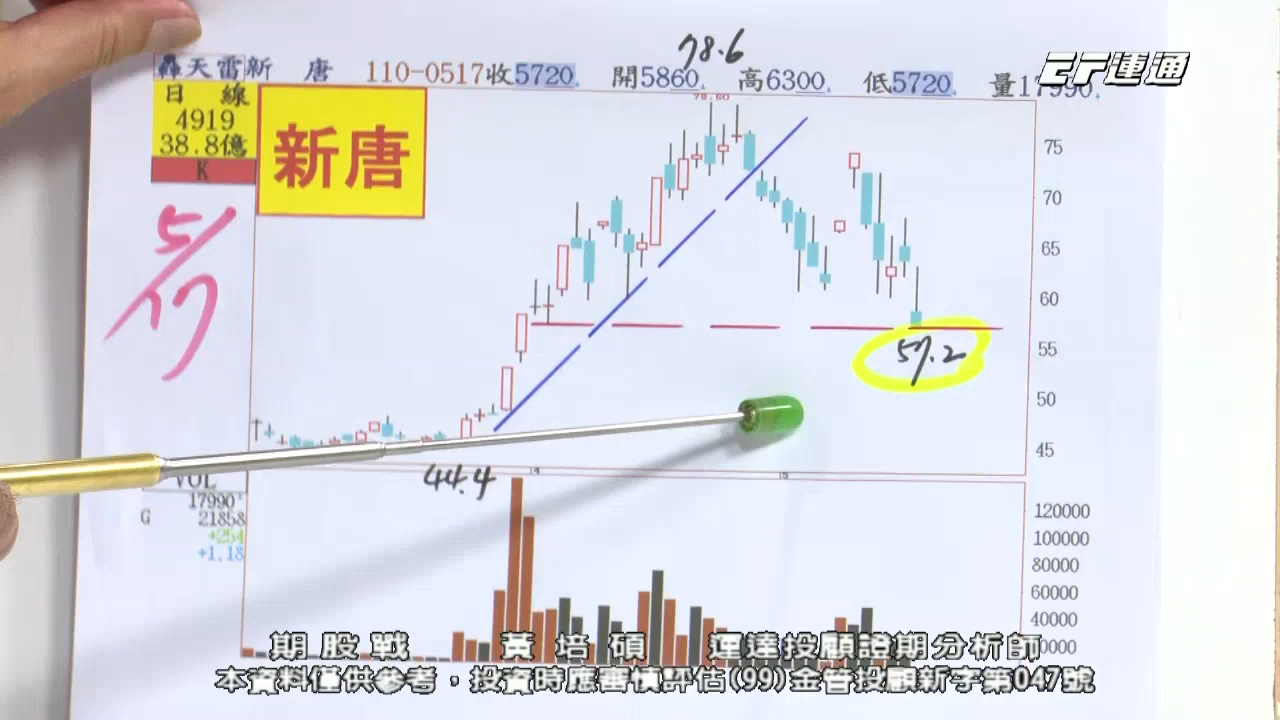 78.6
轟天雷新 唐 110-0517收5720 開5860 高6300 低5720 量17990
EF運通
日 線
4919
38.8億
K
新唐
5/17
78.60
75
70
65
60
55
50
45
57.2
44.4
14
15
VOL
17990
G 21858
+254
+1.18
120000
100000
80000
60000
40000
期股戰 黃培碩 運達投顧證期分析師
本資料僅供參考，投資時應審慎評估(99)金管投顧新字第047號